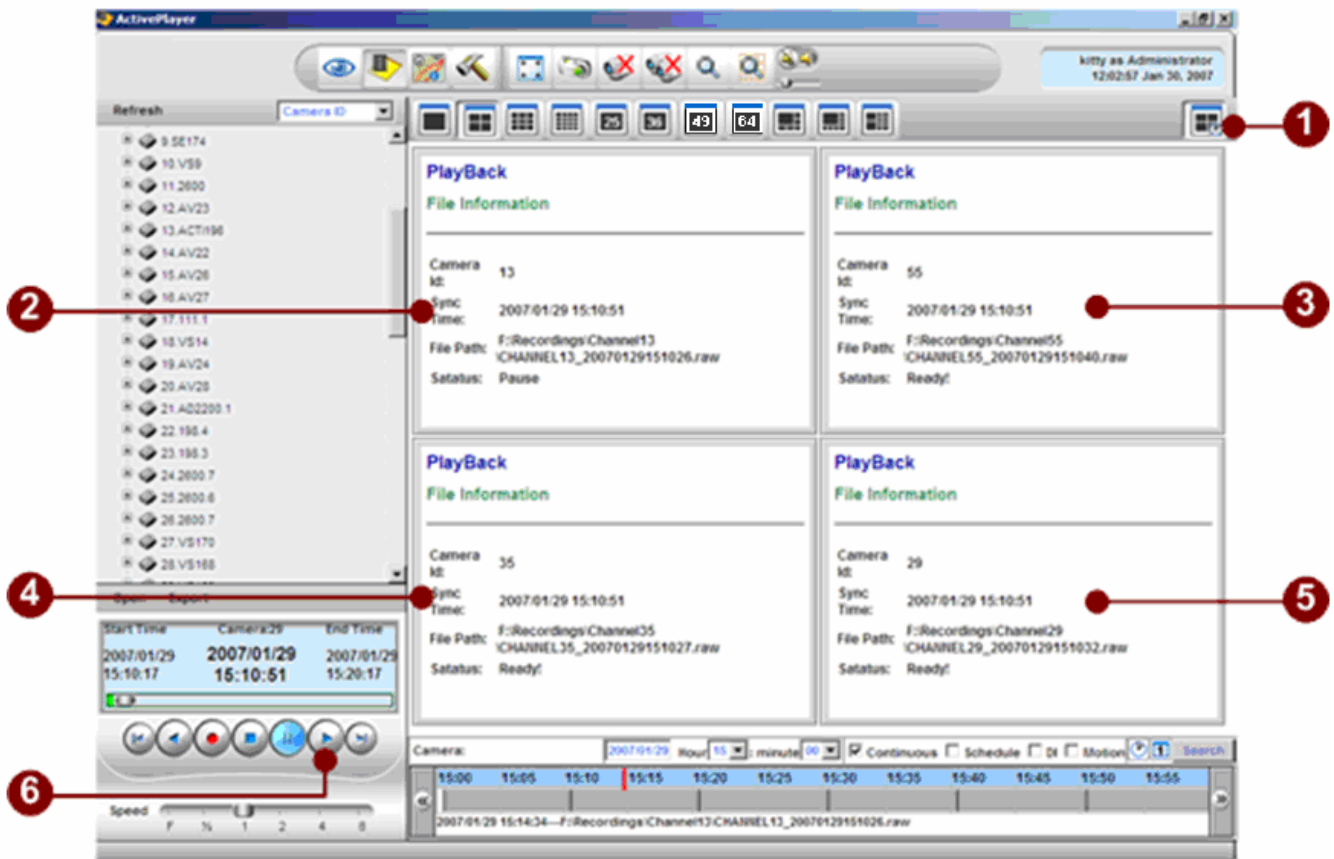 ActivePlayer
kitty as Administrator
12:02:57 Jan 30, 2007
Refresh Camera ID
25 36 49 64
1
9.SE174
10.VS9
11.2600
12.AV23
13.ACTI196
14.AV22
15.AV26
16.AV27
17.111.1
18.VS14
19.AV24
20.AV28
21.AD2200.1
22.198.4
23.198.3
24.2600.7
25.2600.6
26.2600.7
27.VS170
28.VS168
Open Export
PlayBack
File Information
Camera Id: 13
Sync Time: 2007/01/29 15:10:51
File Path: F:\Recordings\Channel13
\CHANNEL13_20070129151026.raw
Satatus: Pause
2
PlayBack
File Information
Camera Id: 55
Sync Time: 2007/01/29 15:10:51
File Path: F:\Recordings\Channel55
\CHANNEL55_20070129151040.raw
Satatus: Ready!
3
PlayBack
File Information
Camera Id: 35
Sync Time: 2007/01/29 15:10:51
File Path: F:\Recordings\Channel35
\CHANNEL35_20070129151027.raw
Satatus: Ready!
4
PlayBack
File Information
Camera Id: 29
Sync Time: 2007/01/29 15:10:51
File Path: F:\Recordings\Channel29
\CHANNEL29_20070129151032.raw
Satatus: Ready!
5
Start Time Camera:29 End Time
2007/01/29 2007/01/29 2007/01/29
15:10:17 15:10:51 15:20:17
6
Speed
F ½ 1 2 4 8
Camera: 2007/01/29 Hour 15 : minute 00 Continuous Schedule DI Motion 1 Search
15:00 15:05 15:10 15:15 15:20 15:25 15:30 15:35 15:40 15:45 15:50 15:55
2007/01/29 15:14:34---F:\Recordings\Channel13\CHANNEL13_20070129151026.raw